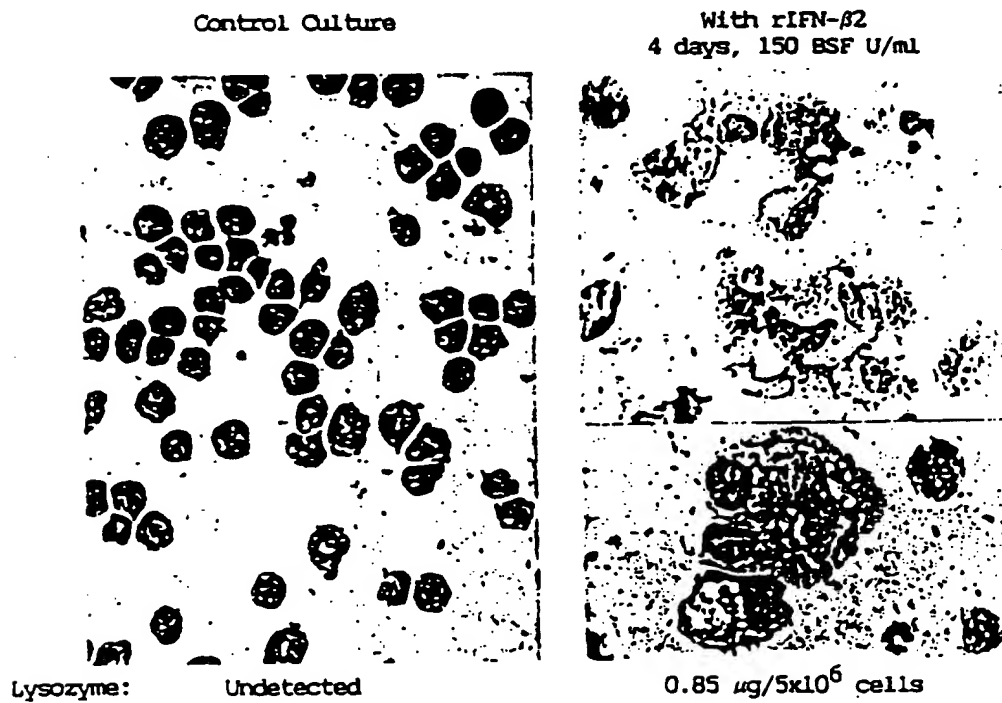 Control Culture
With rIFN-β2
4 days, 150 BSF U/ml
Lysozyme: Undetected
0.85 µg/5x10⁶ cells